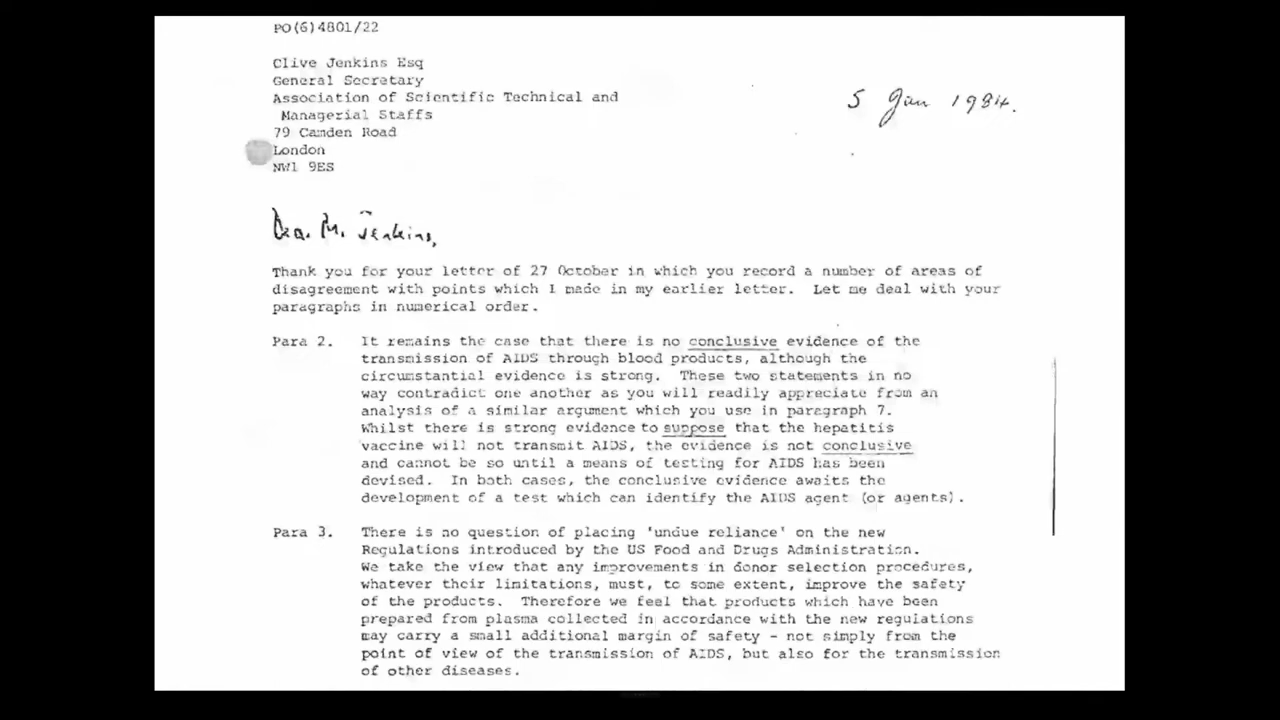 PO(6)4801/22
Clive Jenkins Esq
General Secretary
Association of Scientific Technical and
Managerial Staffs
79 Camden Road
London
NW1 9ES
5 Jan 1984.
Dear Mr. Jenkins,
Thank you for your letter of 27 October in which you record a number of areas of
disagreement with points which I made in my earlier letter. Let me deal with your
paragraphs in numerical order.
Para 2. It remains the case that there is no conclusive evidence of the
transmission of AIDS through blood products, although the
circumstantial evidence is strong. These two statements in no
way contradict one another as you will readily appreciate from an
analysis of a similar argument which you use in paragraph 7.
Whilst there is strong evidence to suppose that the hepatitis
vaccine will not transmit AIDS, the evidence is not conclusive
and cannot be so until a means of testing for AIDS has been
devised. In both cases, the conclusive evidence awaits the
development of a test which can identify the AIDS agent (or agents).
Para 3. There is no question of placing 'undue reliance' on the new
Regulations introduced by the US Food and Drugs Administration.
We take the view that any improvements in donor selection procedures,
whatever their limitations, must, to some extent, improve the safety
of the products. Therefore we feel that products which have been
prepared from plasma collected in accordance with the new regulations
may carry a small additional margin of safety - not simply from the
point of view of the transmission of AIDS, but also for the transmission
of other diseases.